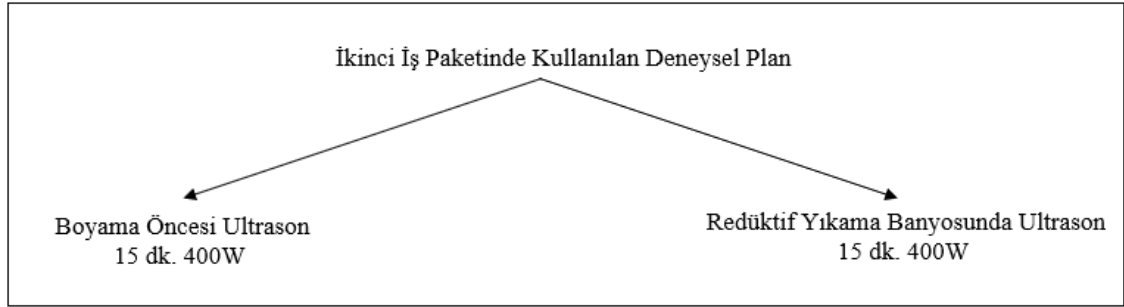 İkinci İş Paketinde Kullanılan Deneysel Plan
Boyama Öncesi Ultrason
15 dk. 400W
Redüktif Yıkama Banyosunda Ultrason
15 dk. 400W